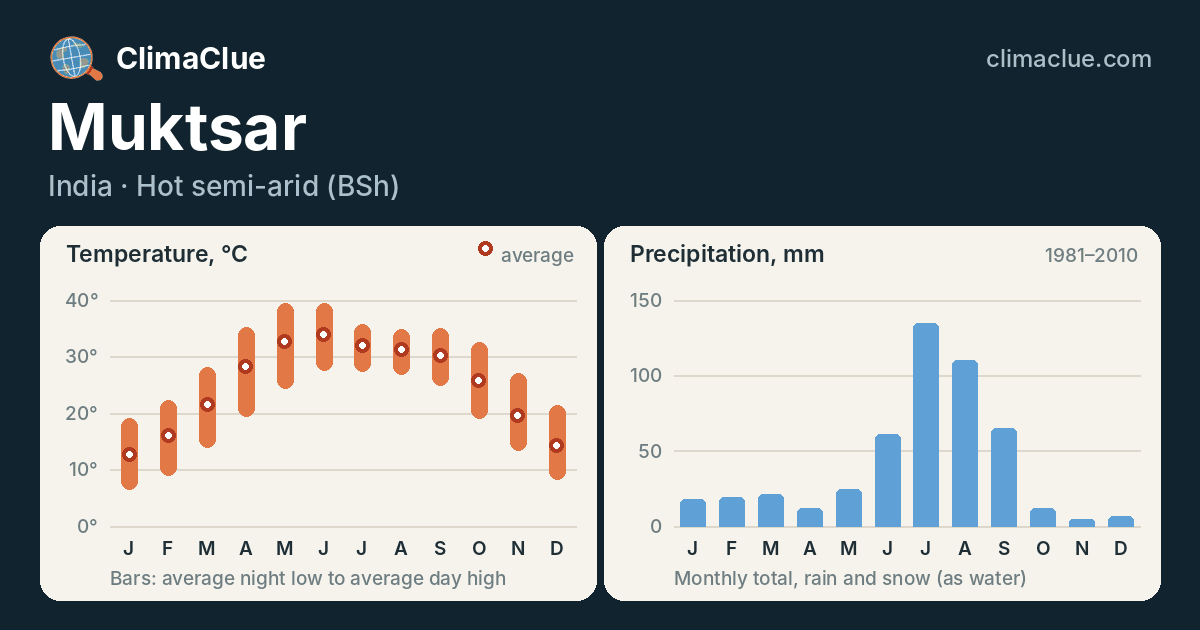 ClimaClue
climaclue.com
Muktsar
India · Hot semi-arid (BSh)
Temperature, °C
average
40°
30°
20°
10°
0°
J F M A M J J A S O N D
Bars: average night low to average day high
Precipitation, mm
1981–2010
150
100
50
0
J F M A M J J A S O N D
Monthly total, rain and snow (as water)